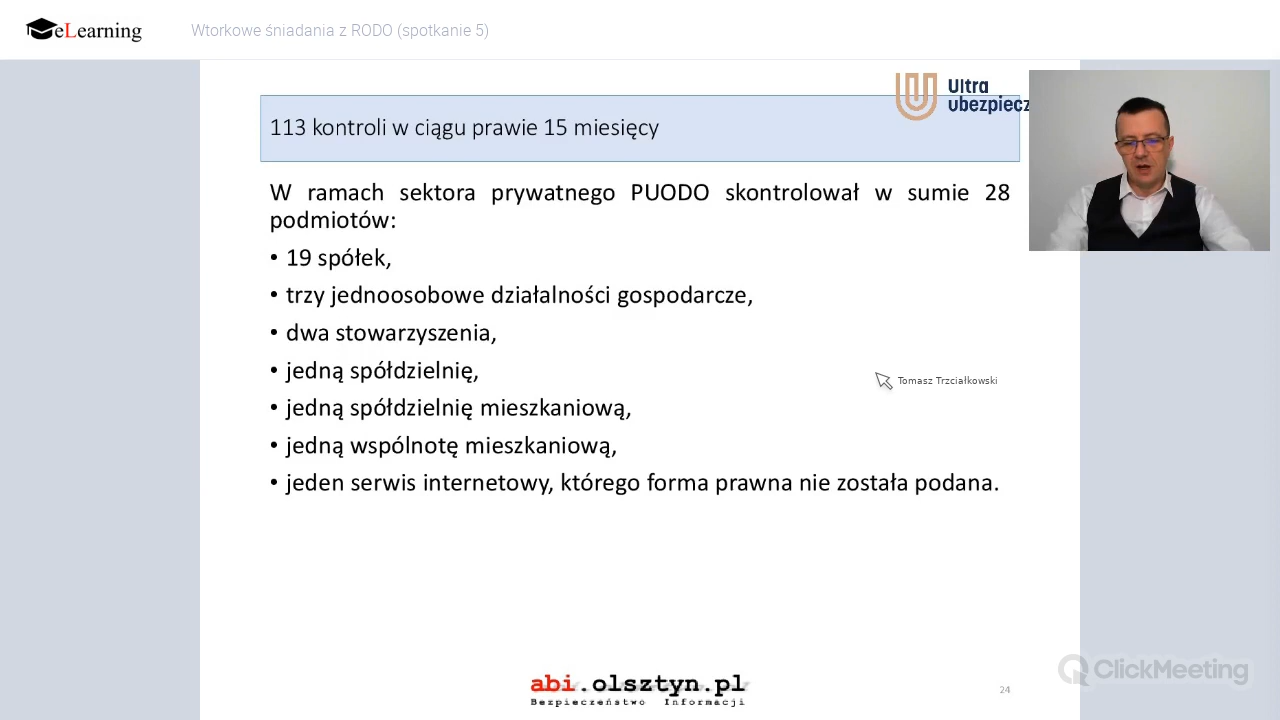 eLearning
Wtorkowe śniadania z RODO (spotkanie 5)
Ultra
ubezpiecz
113 kontroli w ciągu prawie 15 miesięcy
W ramach sektora prywatnego PUODO skontrolował w sumie 28
podmiotów:
• 19 spółek,
• trzy jednoosobowe działalności gospodarcze,
• dwa stowarzyszenia,
• jedną spółdzielnię,
Tomasz Trzciałkowski
• jedną spółdzielnię mieszkaniową,
• jedną wspólnotę mieszkaniową,
• jeden serwis internetowy, którego forma prawna nie została podana.
ClickMeeting
abi.olsztyn.pl
Bezpieczeństwo Informacji
24